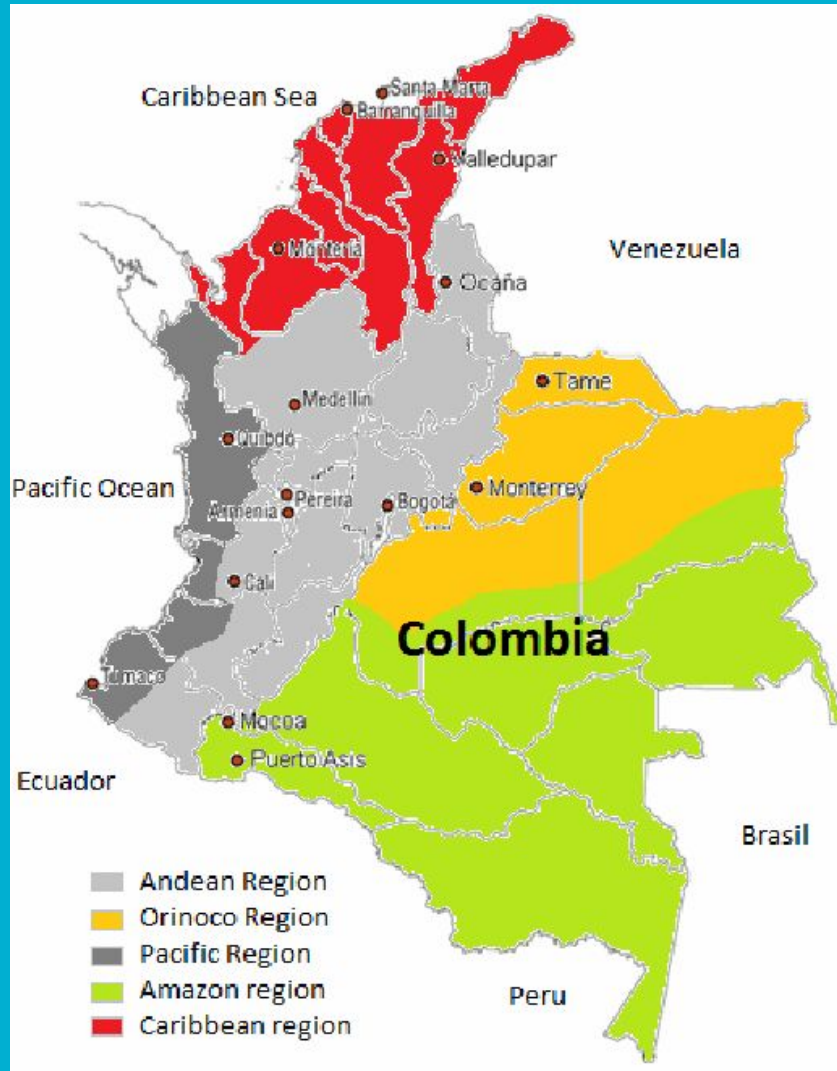 Caribbean Sea
Santa Marta
Barranquilla
Valledupar
Venezuela
Montería
Ocaña
Tame
Medellín
Quibdó
Pacific Ocean
Pereira
Armenia
Bogotá
Monterrey
Cali
Colombia
Tumaco
Mocoa
Puerto Asis
Ecuador
Brasil
Andean Region
Orinoco Region
Pacific Region
Amazon region
Caribbean region
Peru